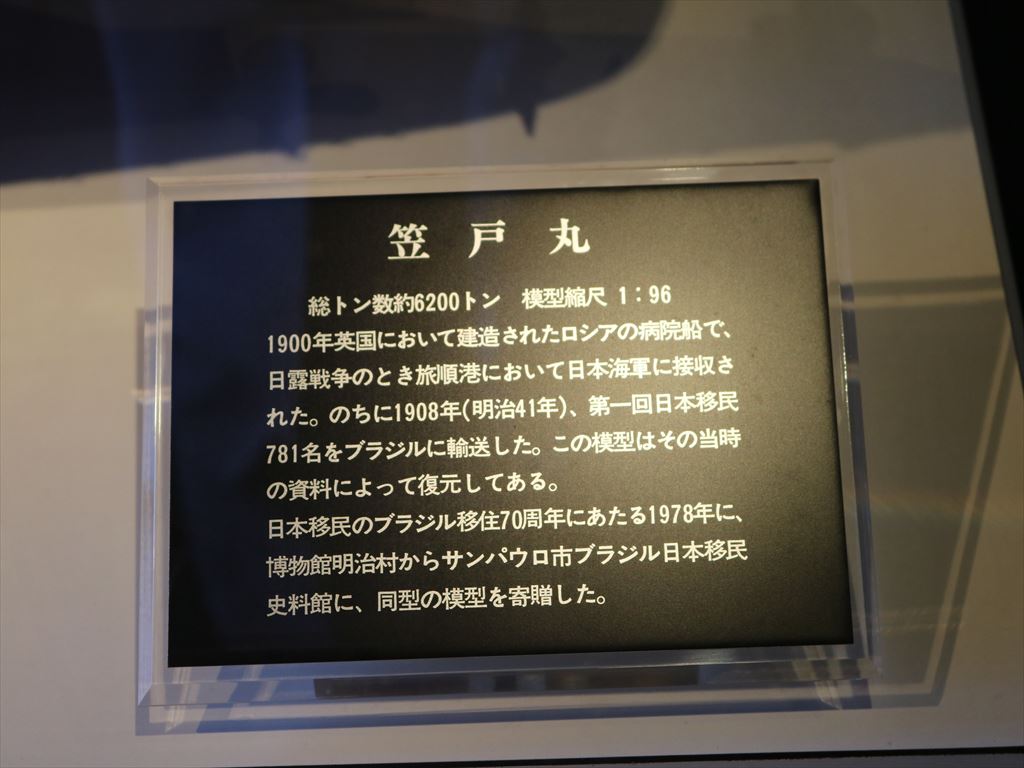 笠戸丸
総トン数約6200トン 模型縮尺 1：96
1900年英国において建造されたロシアの病院船で、
日露戦争のとき旅順港において日本海軍に接収さ
れた。のちに1908年(明治41年)、第一回日本移民
781名をブラジルに輸送した。この模型はその当時
の資料によって復元してある。
日本移民のブラジル移住70周年にあたる1978年に、
博物館明治村からサンパウロ市ブラジル日本移民
史料館に、同型の模型を寄贈した。